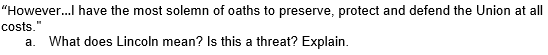 “However...I have the most solemn of oaths to preserve, protect and defend the Union at all
costs.”
a. What does Lincoln mean? Is this a threat? Explain.